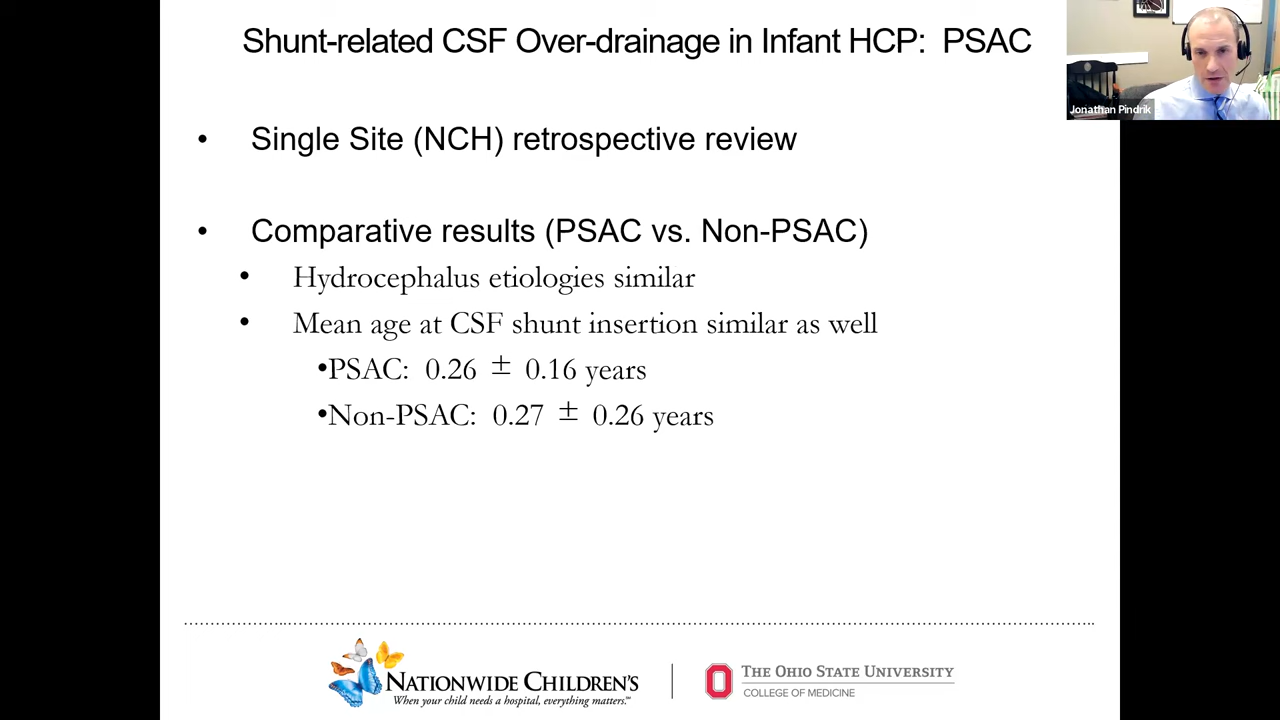 Shunt-related CSF Over-drainage in Infant HCP: PSAC
Jonathan Pindrik
• Single Site (NCH) retrospective review
• Comparative results (PSAC vs. Non-PSAC)
• Hydrocephalus etiologies similar
• Mean age at CSF shunt insertion similar as well
•PSAC: 0.26 ± 0.16 years
•Non-PSAC: 0.27 ± 0.26 years
NATIONWIDE CHILDREN'S
When your child needs a hospital, everything matters.™
THE OHIO STATE UNIVERSITY
COLLEGE OF MEDICINE